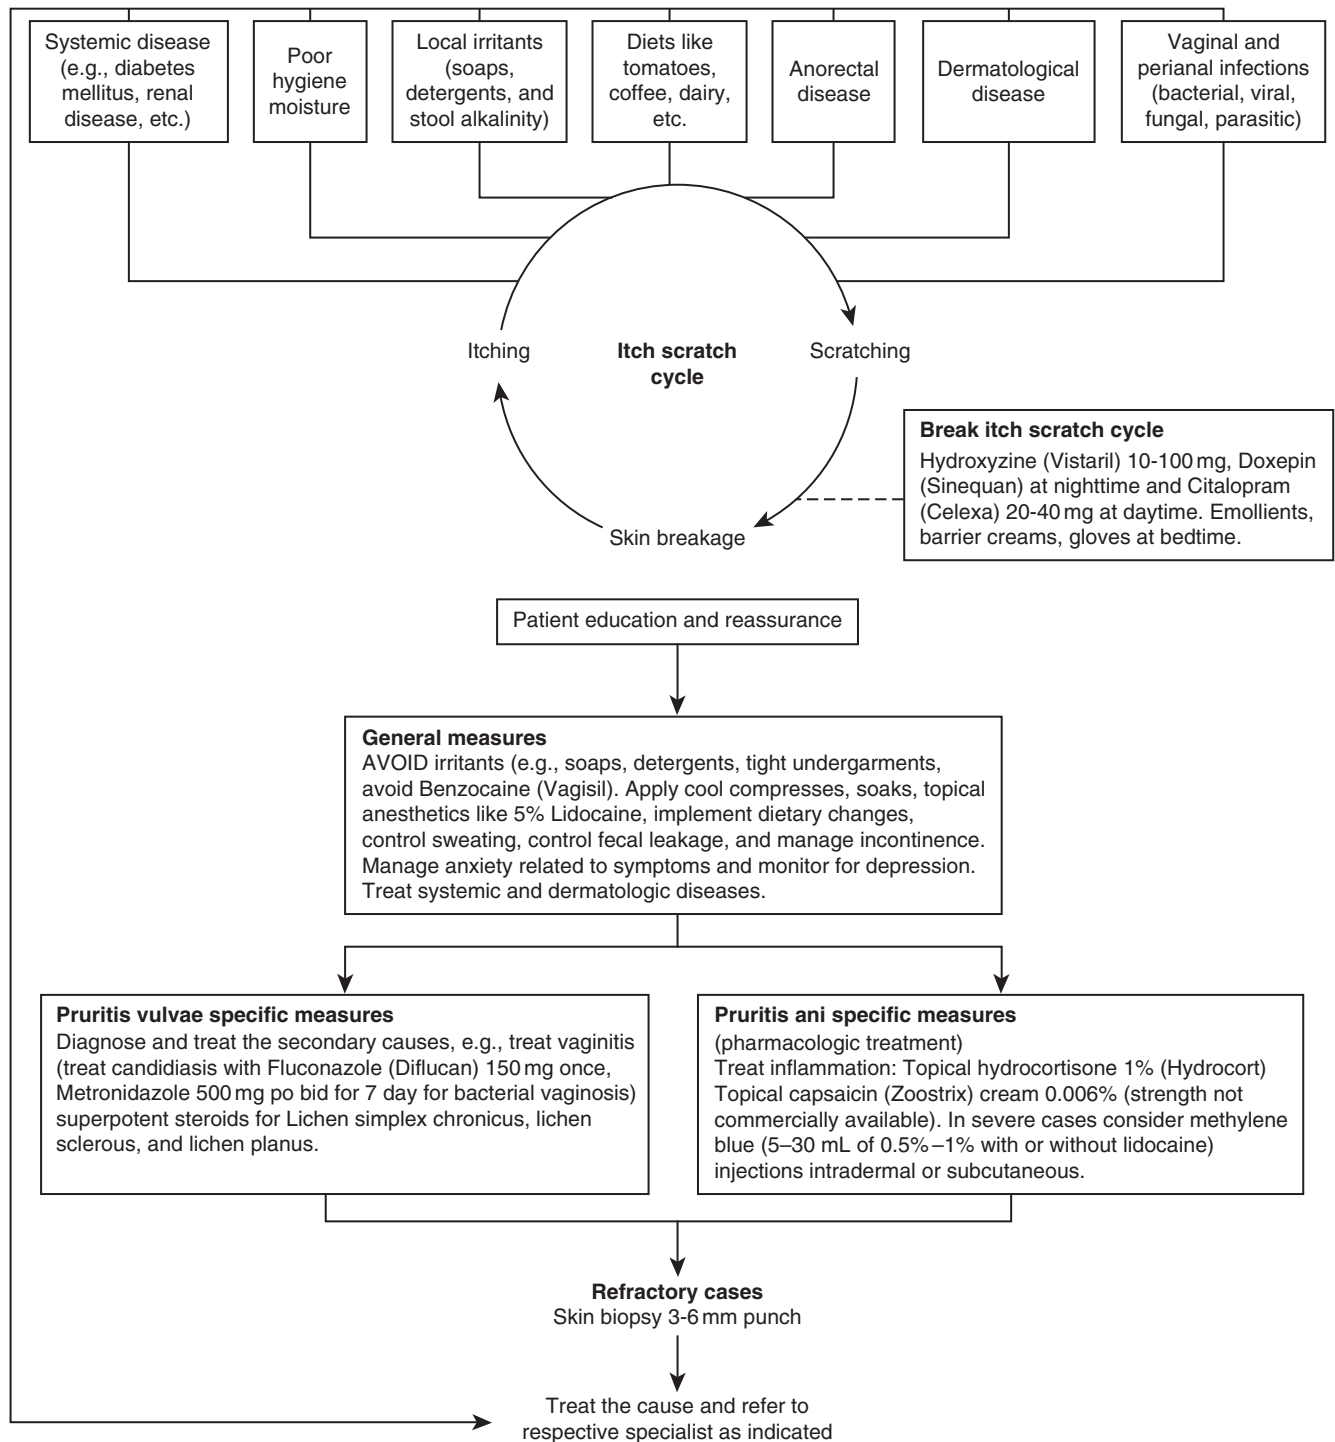 Systemic disease
(e.g., diabetes
mellitus, renal
disease, etc.)
Poor
hygiene
moisture
Local irritants
(soaps,
detergents, and
stool alkalinity)
Diets like
tomatoes,
coffee, dairy,
etc.
Anorectal
disease
Dermatological
disease
Vaginal and
perianal infections
(bacterial, viral,
fungal, parasitic)
Itching
Itch scratch
cycle
Scratching
Skin breakage
Break itch scratch cycle
Hydroxyzine (Vistaril) 10-100 mg, Doxepin
(Sinequan) at nighttime and Citalopram
(Celexa) 20-40 mg at daytime. Emollients,
barrier creams, gloves at bedtime.
Patient education and reassurance
General measures
AVOID irritants (e.g., soaps, detergents, tight undergarments,
avoid Benzocaine (Vagisil). Apply cool compresses, soaks, topical
anesthetics like 5% Lidocaine, implement dietary changes,
control sweating, control fecal leakage, and manage incontinence.
Manage anxiety related to symptoms and monitor for depression.
Treat systemic and dermatologic diseases.
Pruritis vulvae specific measures
Diagnose and treat the secondary causes, e.g., treat vaginitis
(treat candidiasis with Fluconazole (Diflucan) 150 mg once,
Metronidazole 500 mg po bid for 7 day for bacterial vaginosis)
superpotent steroids for Lichen simplex chronicus, lichen
sclerous, and lichen planus.
Pruritis ani specific measures
(pharmacologic treatment)
Treat inflammation: Topical hydrocortisone 1% (Hydrocort)
Topical capsaicin (Zoostrix) cream 0.006% (strength not
commercially available). In severe cases consider methylene
blue (5–30 mL of 0.5%–1% with or without lidocaine)
injections intradermal or subcutaneous.
Refractory cases
Skin biopsy 3-6 mm punch
Treat the cause and refer to
respective specialist as indicated